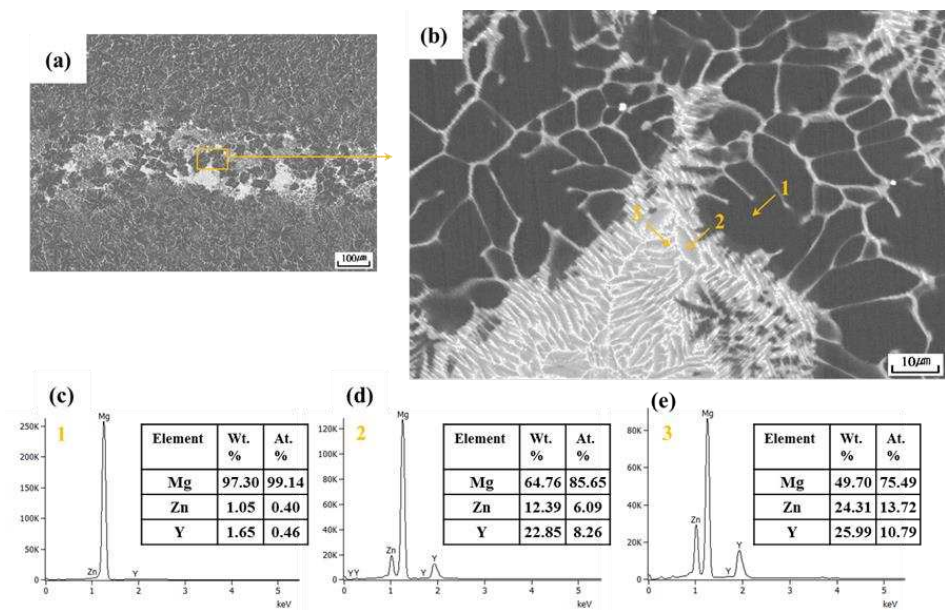 (a)
100㎛
(b)
1
2
3
10㎛
(c)
1
Mg
250K
200K
150K
100K
50K
0
Zn
Y
0 1 2 3 4 5
keV
Element Wt. % At. %
Mg 97.30 99.14
Zn 1.05 0.40
Y 1.65 0.46
(d)
2
Mg
120K
100K
80K
60K
40K
20K
0
Y Y
Zn
Y
Y
0 1 2 3 4 5
keV
Element Wt. % At. %
Mg 64.76 85.65
Zn 12.39 6.09
Y 22.85 8.26
(e)
3
Mg
80K
60K
40K
20K
0
Zn
Y
Y
0 1 2 3 4 5
keV
Element Wt. % At. %
Mg 49.70 75.49
Zn 24.31 13.72
Y 25.99 10.79